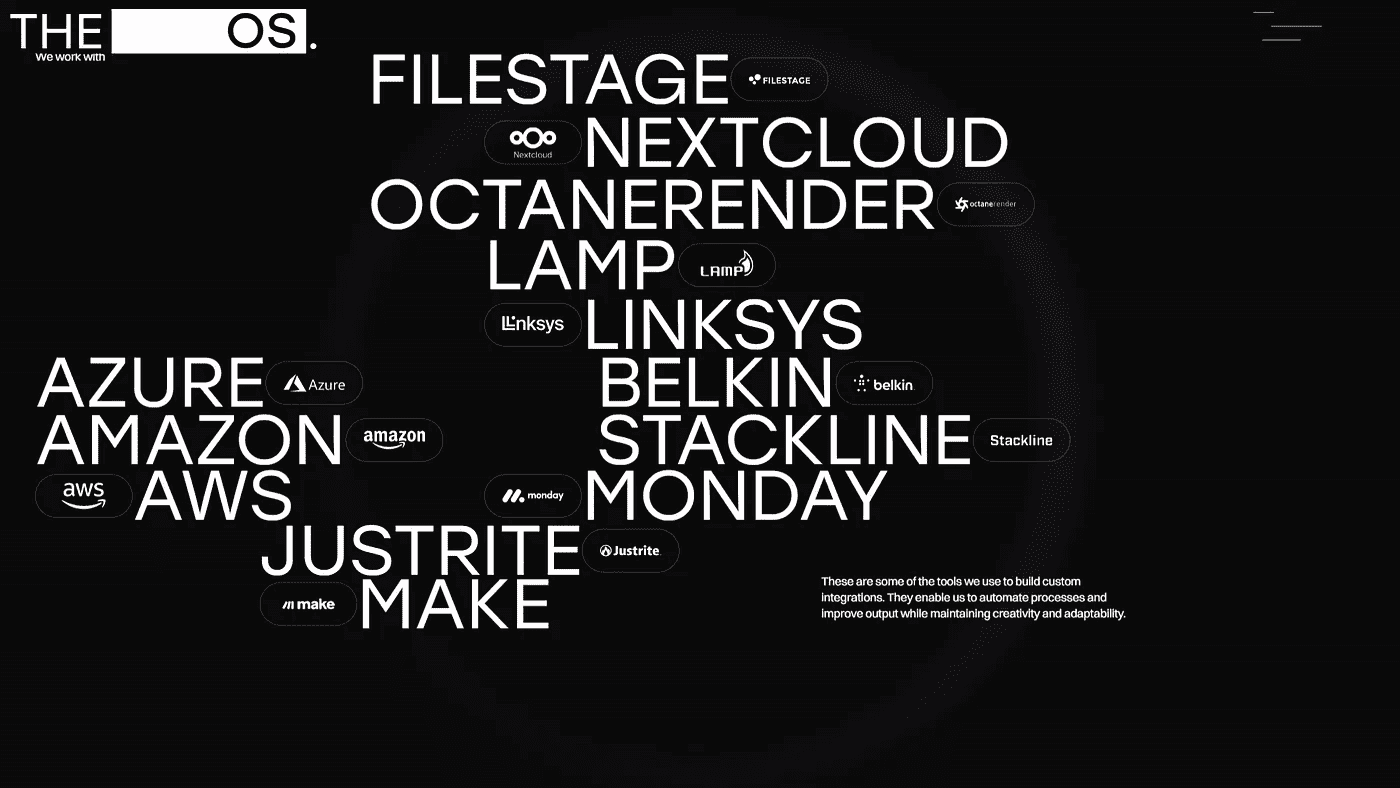 THE OS.
We work with
FILESTAGE FILESTAGE
Nextcloud NEXTCLOUD
OCTANERENDER octanerender
LAMP LAMP
Linksys LINKSYS
AZURE Azure BELKIN belkin
AMAZON amazon STACKLINE Stackline
aws AWS monday MONDAY
JUSTRITE Justrite
make MAKE
These are some of the tools we use to build custom
integrations. They enable us to automate processes and
improve output while maintaining creativity and adaptability.